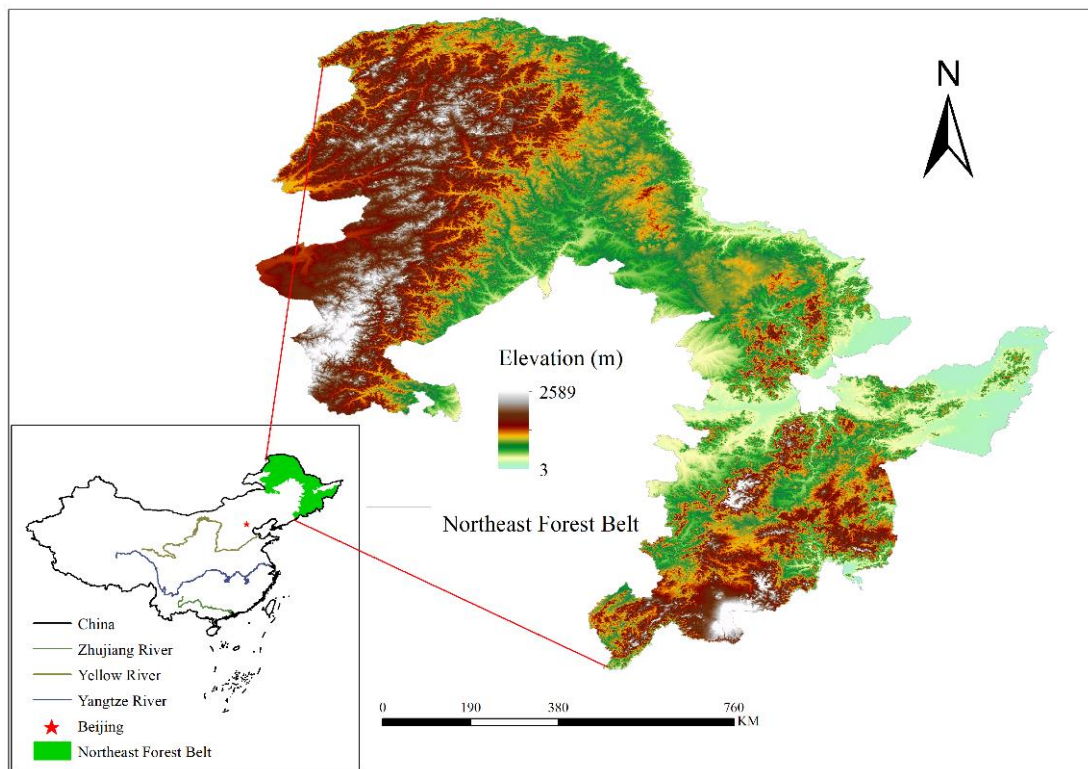 N
Elevation (m)
2589
3
Northeast Forest Belt
China
Zhujiang River
Yellow River
Yangtze River
Beijing
Northeast Forest Belt
0 190 380 760
KM